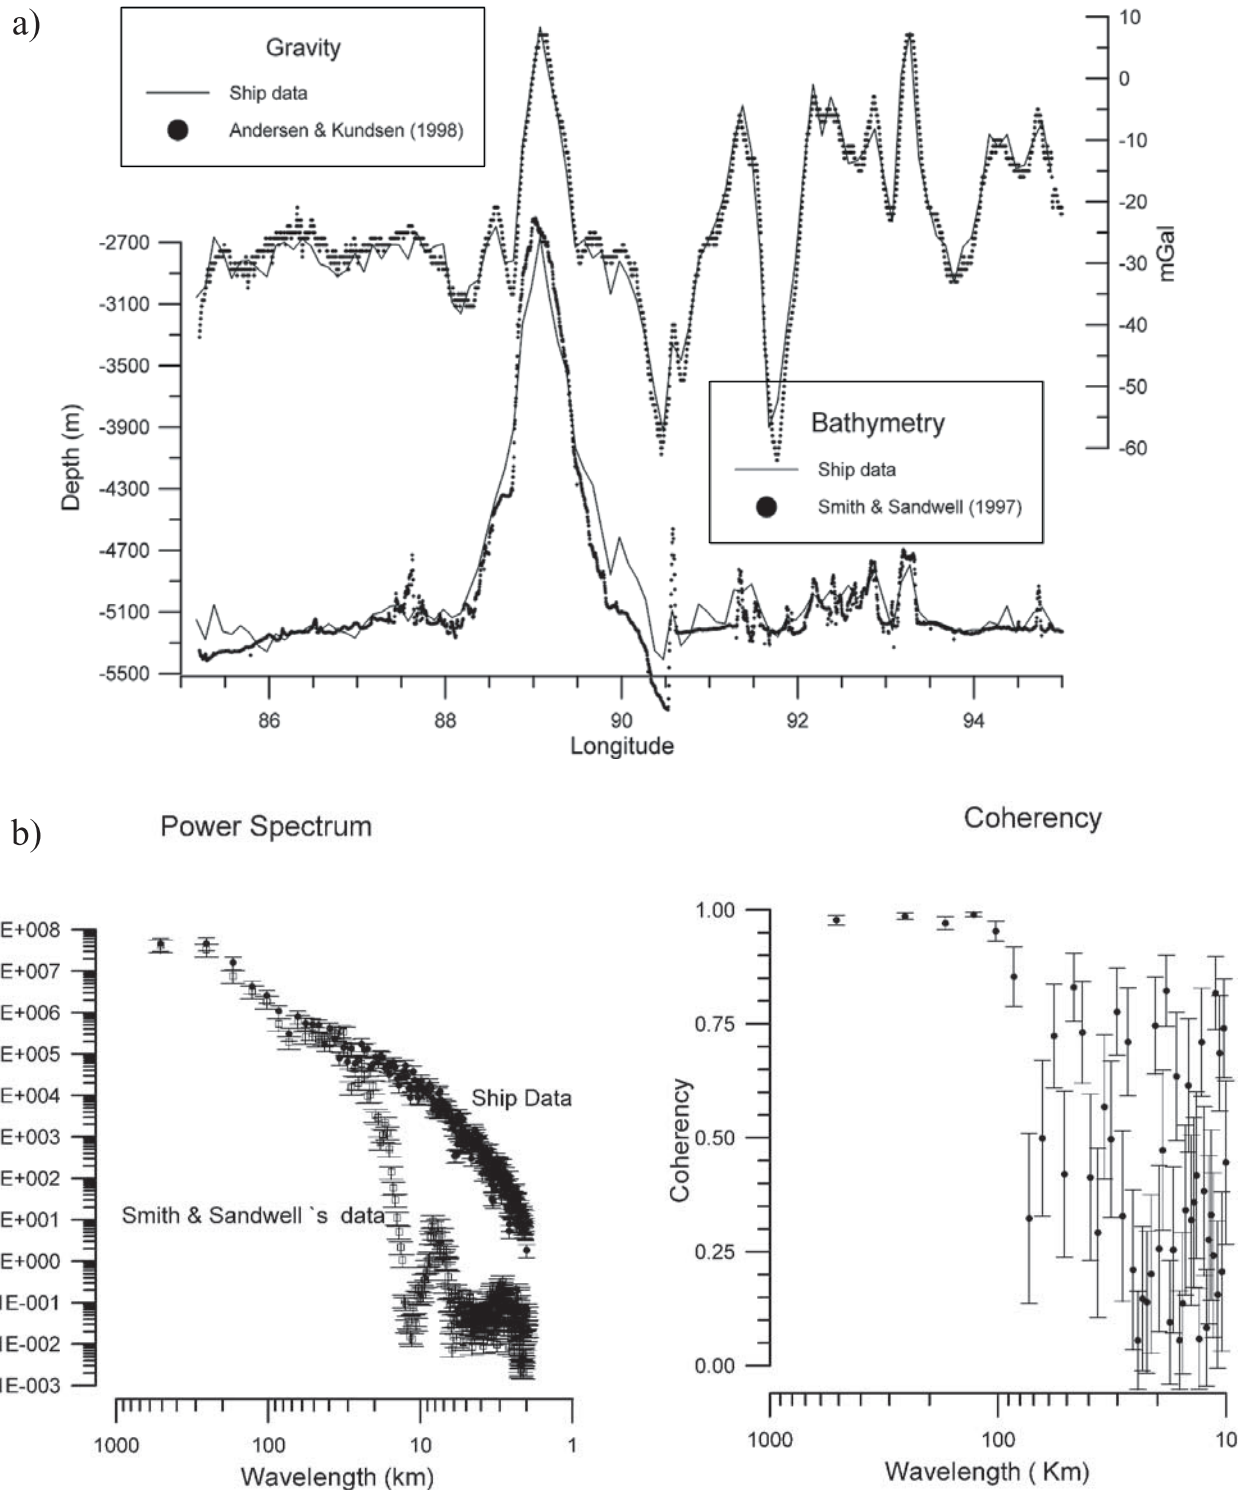 a)
Gravity
Ship data
Andersen & Kundsen (1998)
10
0
-10
-20
-30
-40
-50
-60
mGal
-2700
-3100
-3500
-3900
-4300
-4700
-5100
-5500
Depth (m)
Bathymetry
Ship data
Smith & Sandwell (1997)
86 88 90 92 94
Longitude
b)
Power Spectrum
Coherency
E+008
E+007
E+006
E+005
E+004
E+003
E+002
E+001
E+000
1E-001
1E-002
1E-003
Ship Data
Smith & Sandwell `s data
1000 100 10 1
Wavelength (km)
1.00
0.75
0.50
0.25
0.00
Coherency
1000 100 10
Wavelength ( Km)